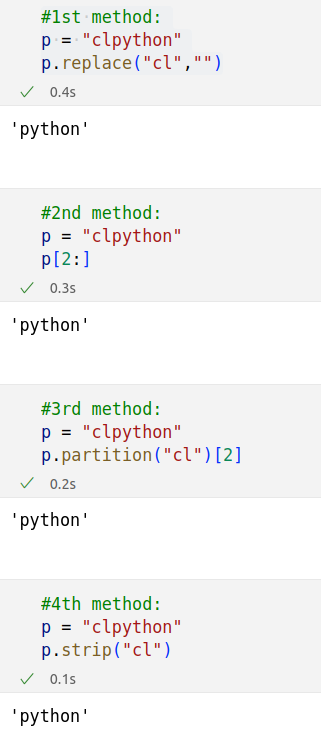 #1st method:
p = "clpython"
p.replace("cl","")
0.4s
'python'
#2nd method:
p = "clpython"
p[2:]
0.3s
'python'
#3rd method:
p = "clpython"
p.partition("cl")[2]
0.2s
'python'
#4th method:
p = "clpython"
p.strip("cl")
0.1s
'python'